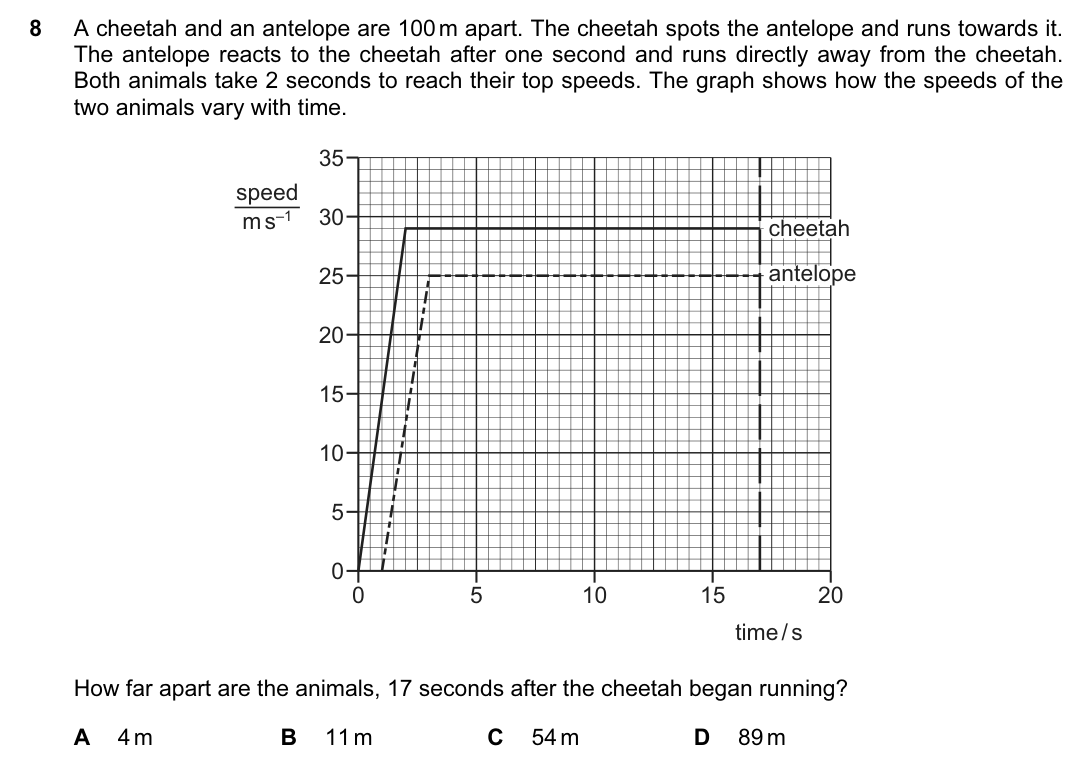 8 A cheetah and an antelope are 100 m apart. The cheetah spots the antelope and runs towards it.
The antelope reacts to the cheetah after one second and runs directly away from the cheetah.
Both animals take 2 seconds to reach their top speeds. The graph shows how the speeds of the
two animals vary with time.
35
speed
m s⁻¹
30
cheetah
25
antelope
20
15
10
5
0
0 5 10 15 20
time / s
How far apart are the animals, 17 seconds after the cheetah began running?
A 4 m B 11 m C 54 m D 89 m